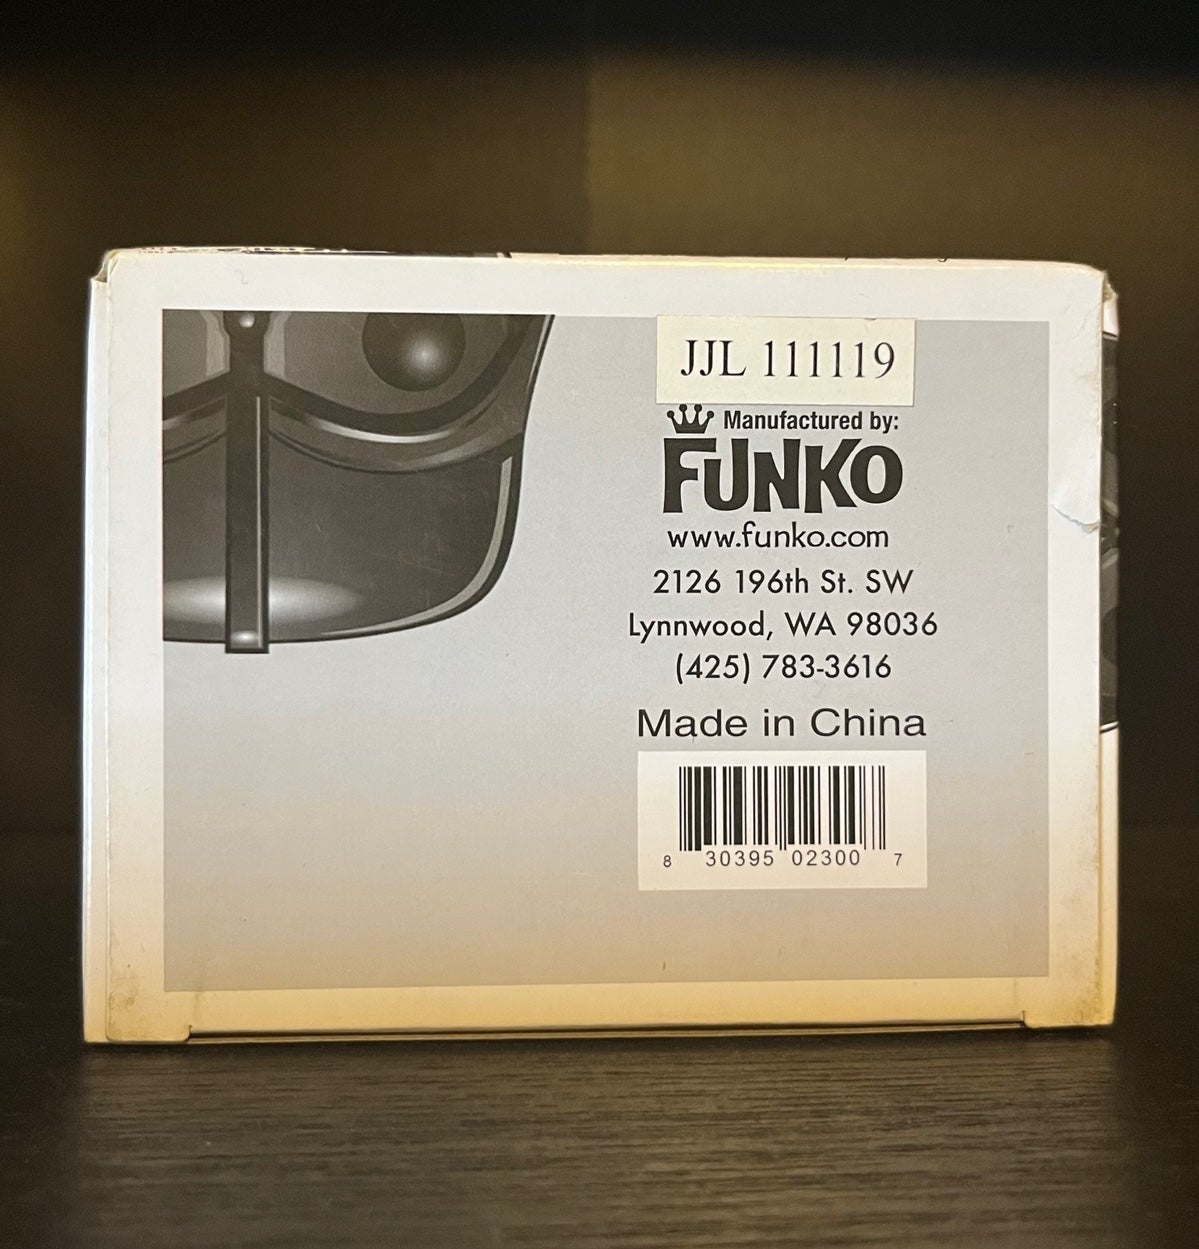 JJL 111119
Manufactured by:
FUNKO
www.funko.com
2126 196th St. SW
Lynnwood, WA 98036
(425) 783-3616
Made in China
8 30395 02300 7